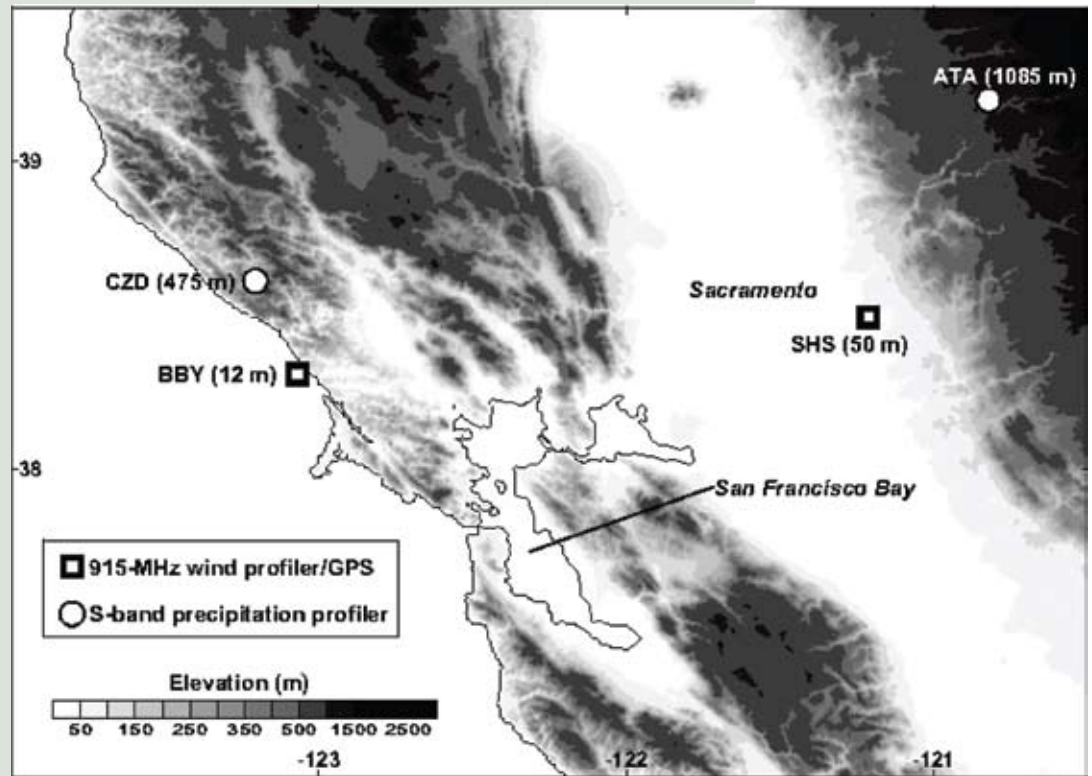 ATA (1085 m)
39
CZD (475 m)
Sacramento
SHS (50 m)
BBY (12 m)
38
San Francisco Bay
915-MHz wind profiler/GPS
S-band precipitation profiler
Elevation (m)
50 150 250 350 500 1500 2500
-123 -122 -121